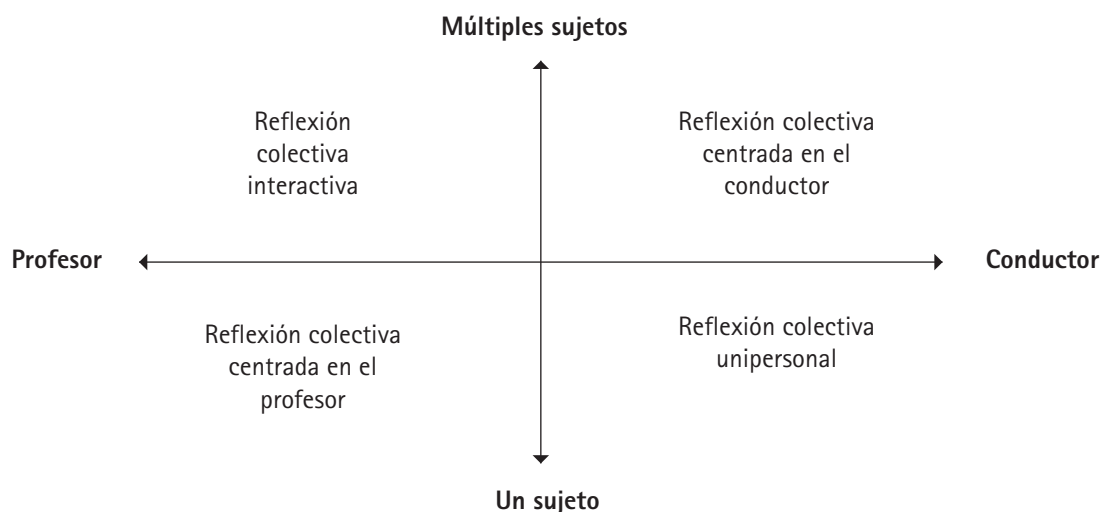 Múltiples sujetos
Reflexión
colectiva
interactiva
Reflexión colectiva
centrada en el
conductor
Profesor
Conductor
Reflexión colectiva
centrada en el
profesor
Reflexión colectiva
unipersonal
Un sujeto